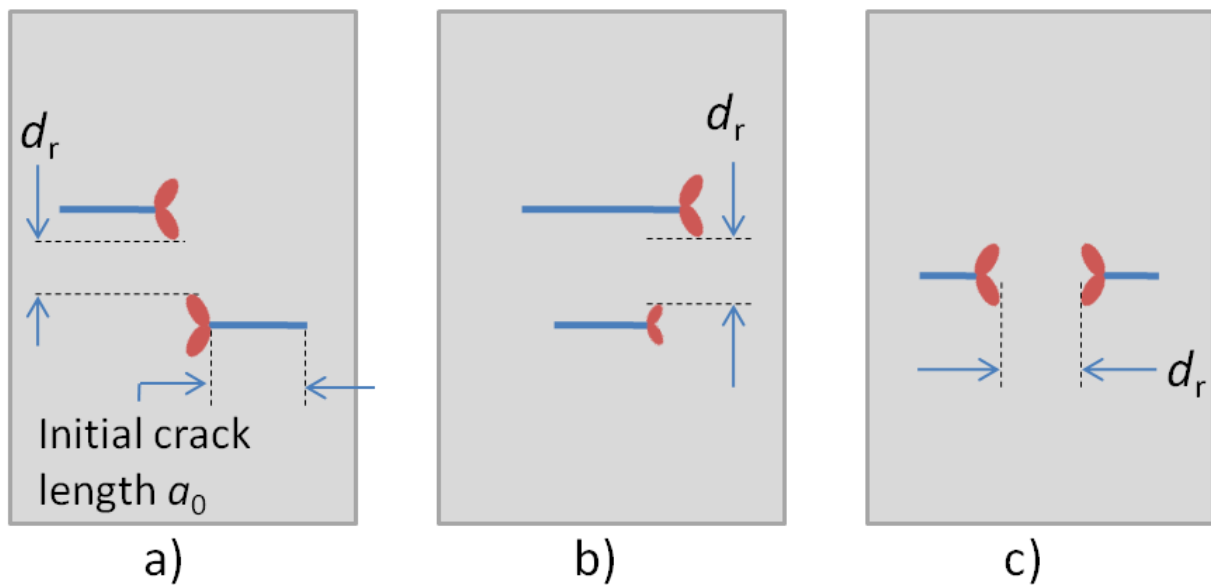 d_r
Initial crack
length a_0
a)
d_r
b)
d_r
c)